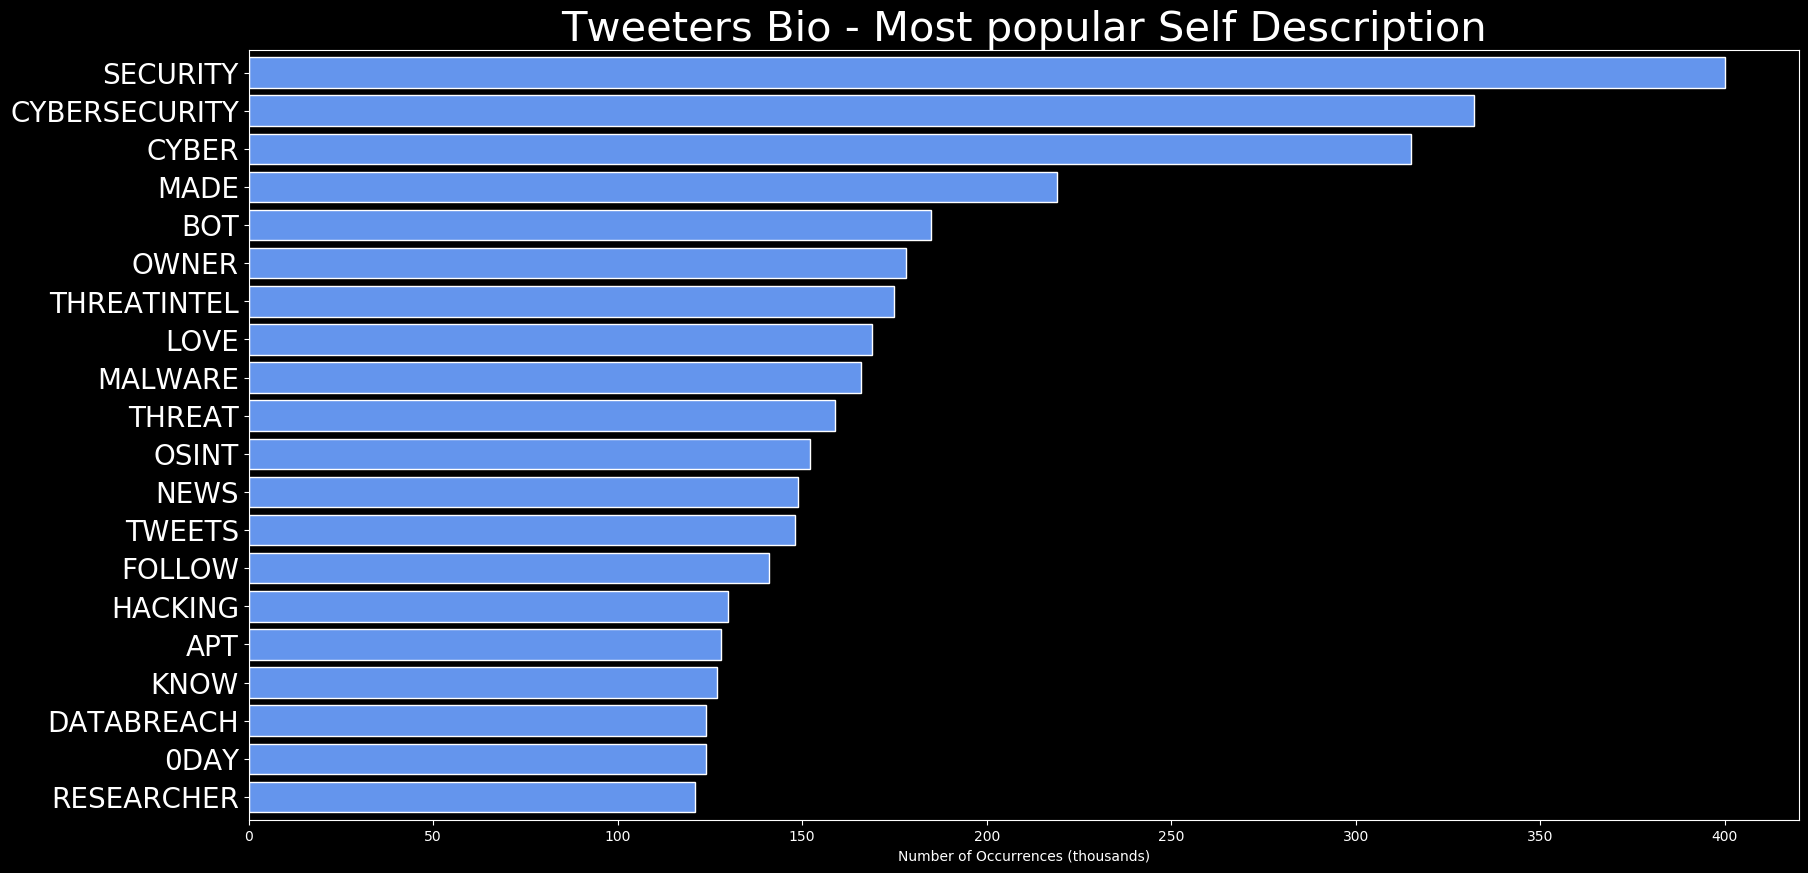 Tweeters Bio - Most popular Self Description
SECURITY
CYBERSECURITY
CYBER
MADE
BOT
OWNER
THREATINTEL
LOVE
MALWARE
THREAT
OSINT
NEWS
TWEETS
FOLLOW
HACKING
APT
KNOW
DATABREACH
0DAY
RESEARCHER
0 50 100 150 200 250 300 350 400
Number of Occurrences (thousands)